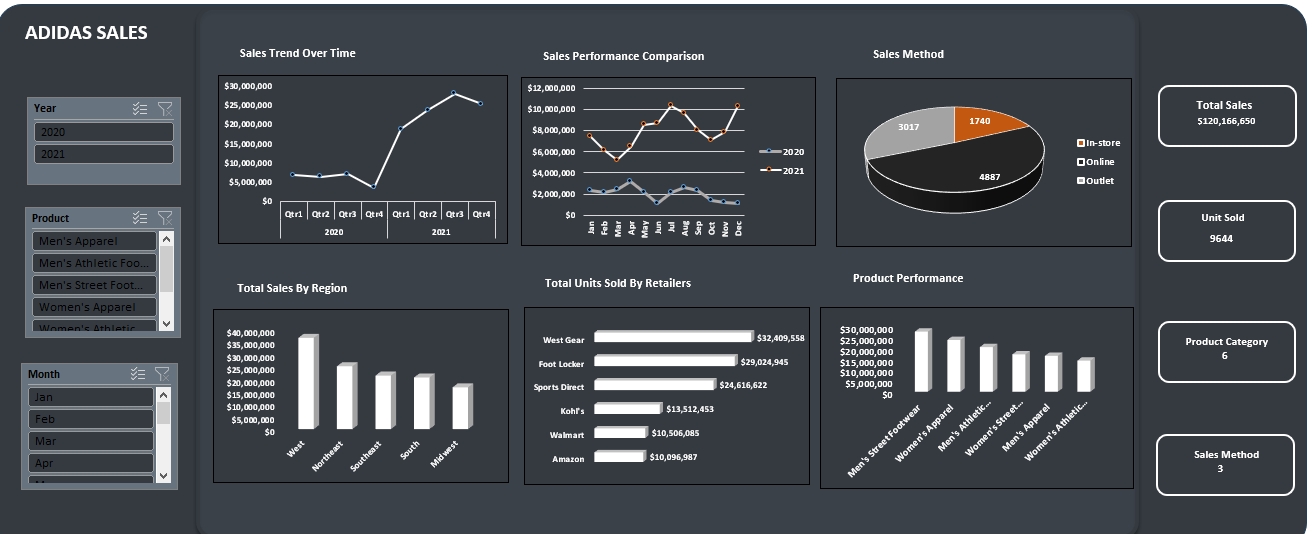 ADIDAS SALES
Year
2020
2021
Product
Men's Apparel
Men's Athletic Foo...
Men's Street Foot...
Women's Apparel
Women's Athletic
Month
Jan
Feb
Mar
Apr
Sales Trend Over Time
$30,000,000
$25,000,000
$20,000,000
$15,000,000
$10,000,000
$5,000,000
$0
Qtr1 Qtr2 Qtr3 Qtr4 Qtr1 Qtr2 Qtr3 Qtr4
2020 2021
Sales Performance Comparison
$12,000,000
$10,000,000
$8,000,000
$6,000,000
$4,000,000
$2,000,000
$0
Jan Feb Mar Apr May Jun Jul Aug Sep Oct Nov Dec
2020
2021
Sales Method
3017
1740
4887
In-store
Online
Outlet
Total Sales By Region
$40,000,000
$35,000,000
$30,000,000
$25,000,000
$20,000,000
$15,000,000
$10,000,000
$5,000,000
$0
West Northeast Southeast South Midwest
Total Units Sold By Retailers
West Gear $32,409,558
Foot Locker $29,024,945
Sports Direct $24,616,622
Kohl's $13,512,453
Walmart $10,506,085
Amazon $10,096,987
Product Performance
$30,000,000
$25,000,000
$20,000,000
$15,000,000
$10,000,000
$5,000,000
$0
Men's Street Footwear
Women's Apparel
Men's Athletic...
Women's Street...
Men's Apparel
Women's Athletic...
Total Sales
$120,166,650
Unit Sold
9644
Product Category
6
Sales Method
3